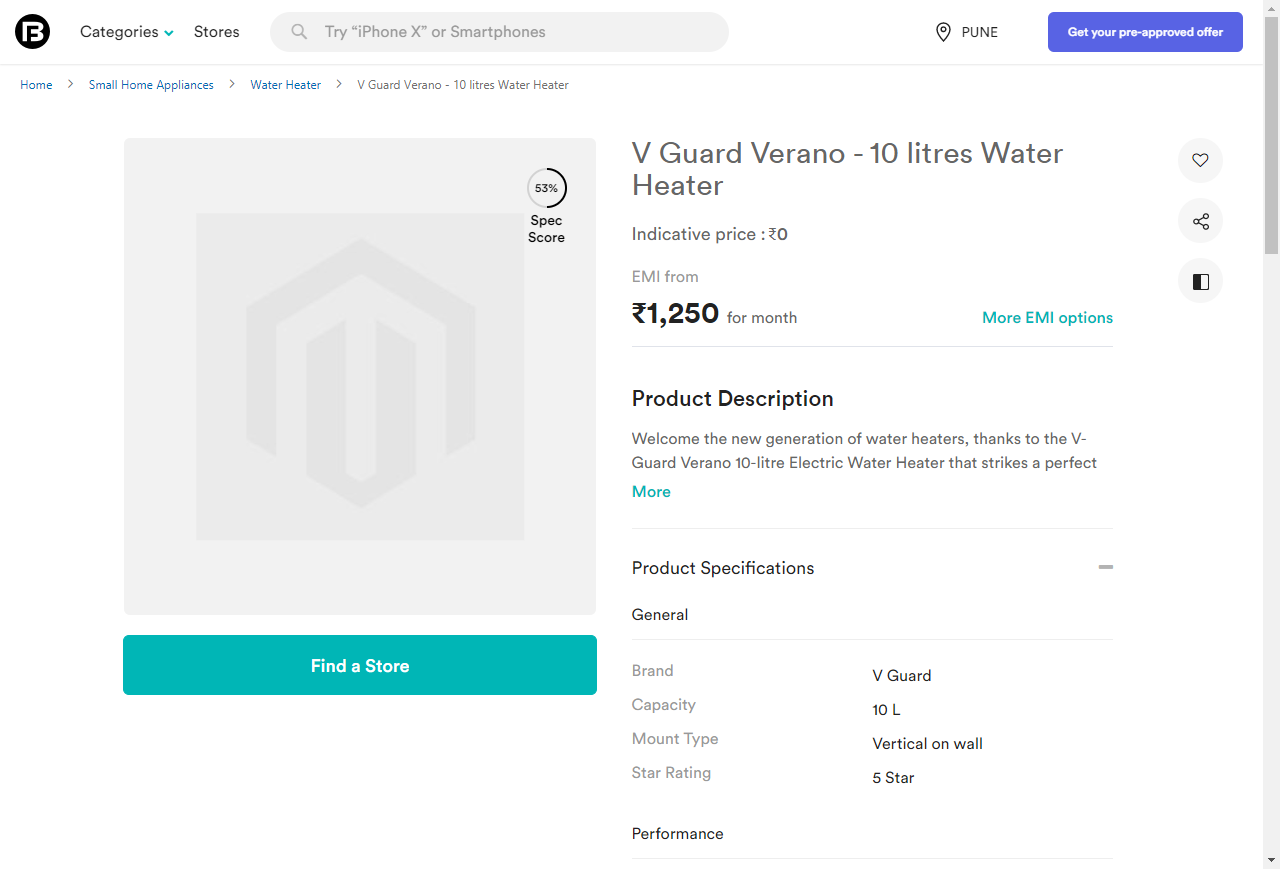 B
Categories Stores
Try “iPhone X” or Smartphones
PUNE
Get your pre-approved offer
Home
Small Home Appliances
Water Heater
V Guard Verano - 10 litres Water Heater
53%
Spec
Score
Find a Store
V Guard Verano - 10 litres Water
Heater
Indicative price : ₹0
EMI from
₹1,250 for month
More EMI options
Product Description
Welcome the new generation of water heaters, thanks to the V-
Guard Verano 10-litre Electric Water Heater that strikes a perfect
More
Product Specifications
General
Brand V Guard
Capacity 10 L
Mount Type Vertical on wall
Star Rating 5 Star
Performance